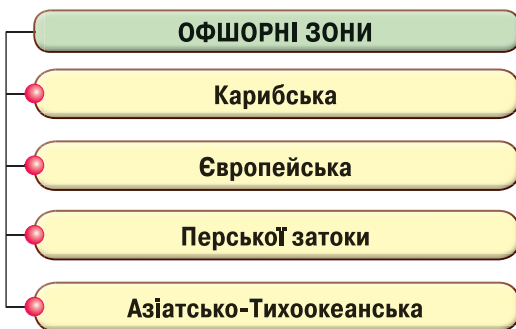 ОФШОРНІ ЗОНИ
Карибська
Європейська
Перської затоки
Азіатсько-Тихоокеанська